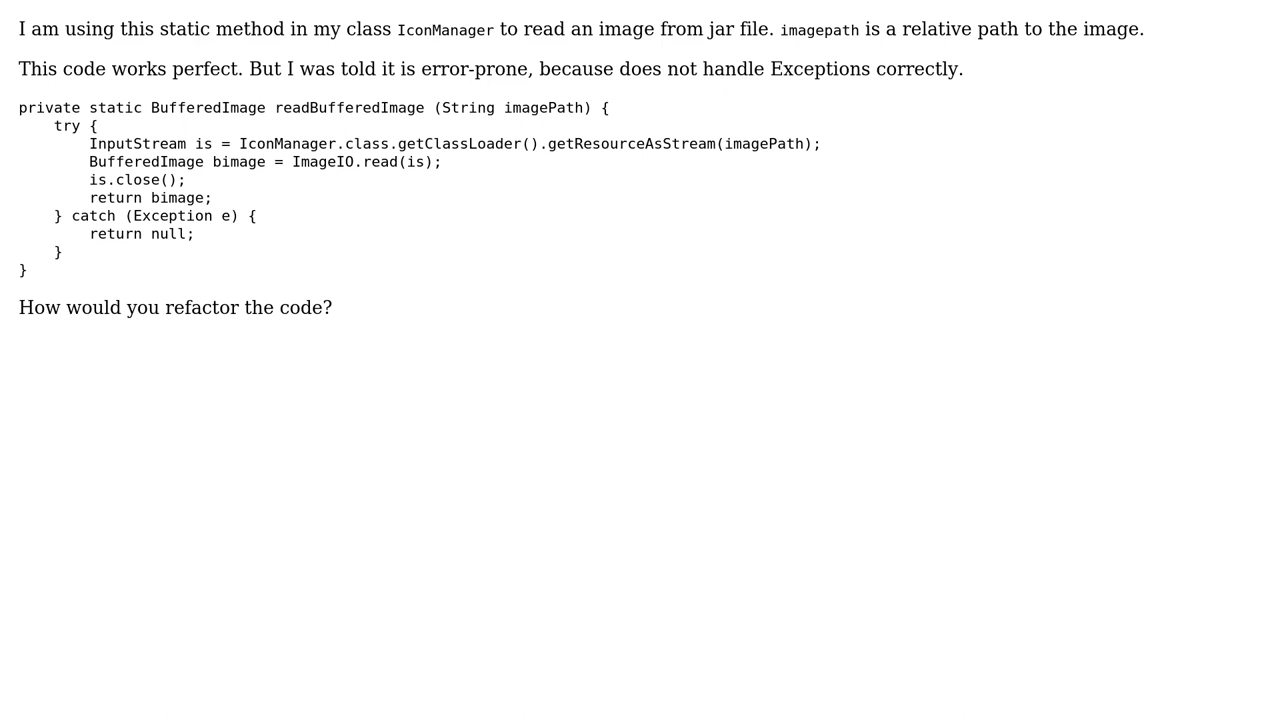 I am using this static method in my class IconManager to read an image from jar file. imagepath is a relative path to the image.
This code works perfect. But I was told it is error-prone, because does not handle Exceptions correctly.
private static BufferedImage readBufferedImage (String imagePath) {
    try {
        InputStream is = IconManager.class.getClassLoader().getResourceAsStream(imagePath);
        BufferedImage bimage = ImageIO.read(is);
        is.close();
        return bimage;
    } catch (Exception e) {
        return null;
    }
}
How would you refactor the code?